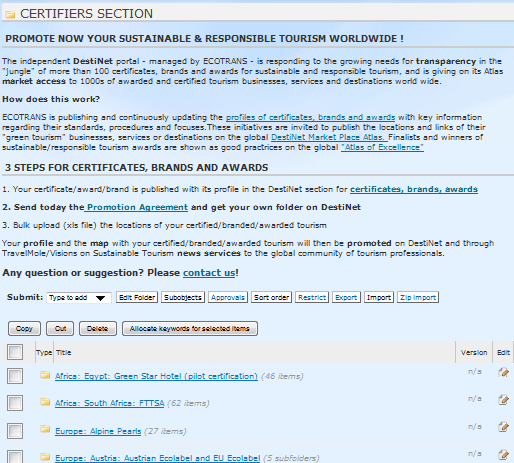 CERTIFIERS SECTION
PROMOTE NOW YOUR SUSTAINABLE & RESPONSIBLE TOURISM WORLDWIDE !
The independent DestiNet portal - managed by ECOTRANS - is responding to the growing needs for transparency in the
"jungle" of more than 100 certificates, brands and awards for sustainable and responsible tourism, and is giving on its Atlas
market access to 1000s of awarded and certified tourism businesses, services and destinations world wide.
How does this work?
ECOTRANS is publishing and continuously updating the profiles of certificates, brands and awards with key information
regarding their standards, procedures and focuses.These initiatives are invited to publish the locations and links of their
"green tourism" businesses, services or destinations on the global DestiNet Market Place Atlas. Finalists and winners of
sustainable/responsible tourism awards are shown as good practices on the global "Atlas of Excellence"
3 STEPS FOR CERTIFICATES, BRANDS AND AWARDS
1. Your certificate/award/brand is published with its profile in the DestiNet section for certificates, brands, awards
2. Send today the Promotion Agreement and get your own folder on DestiNet
3. Bulk upload (xls file) the locations of your certified/branded/awarded tourism
Your profile and the map with your certified/branded/awarded tourism will then be promoted on DestiNet and through
TravelMole/Visions on Sustainable Tourism news services to the global community of tourism professionals.
Any question or suggestion? Please contact us!
Submit: Type to add Edit Folder Subobjects Approvals Sort order Restrict Export Import Zip Import
Copy Cut Delete Allocate keywords for selected items
Type Title Version Edit
Africa: Egypt: Green Star Hotel (pilot certification) (46 items) n/a
Africa: South Africa: FTTSA (62 items) n/a
Europe: Alpine Pearls (27 items) n/a
Europe: Austria: Austrian Ecolabel and EU Ecolabel (5 subfolders) n/a